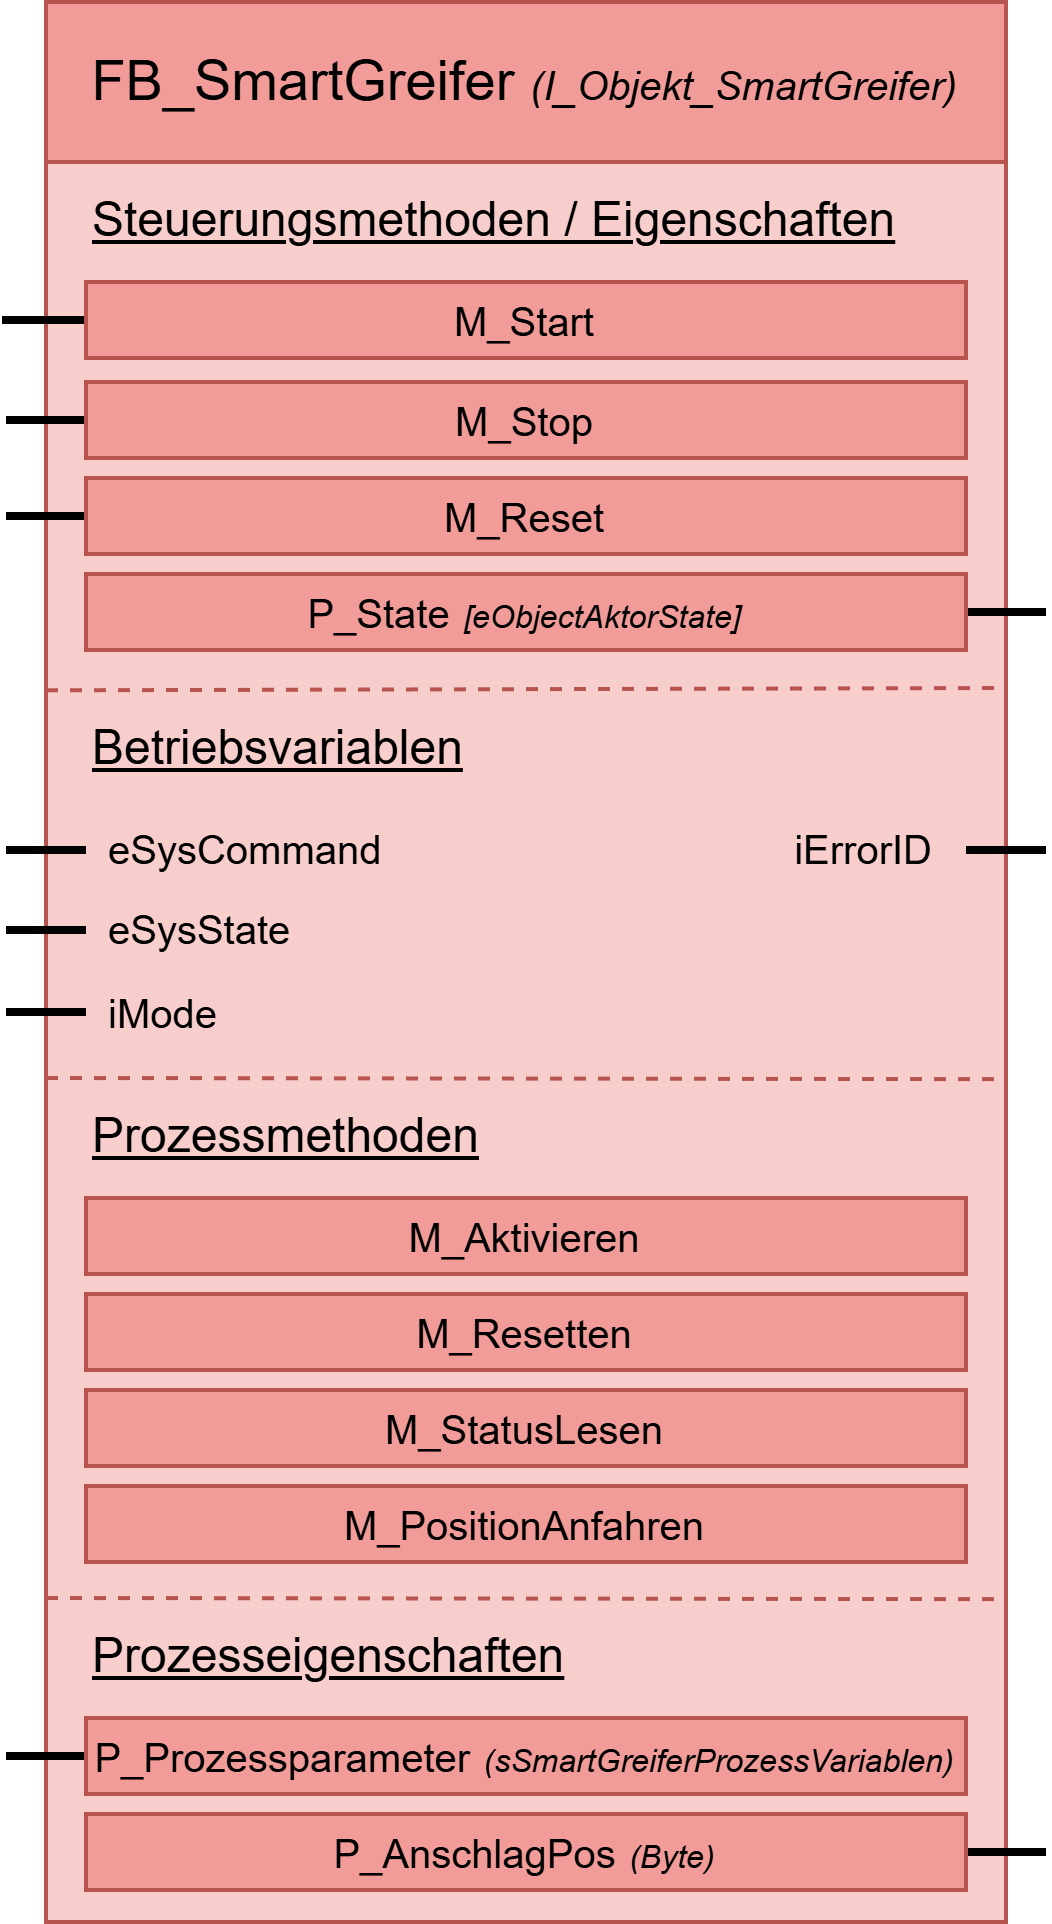 FB_SmartGreifer (I_Objekt_SmartGreifer)
Steuerungsmethoden / Eigenschaften
M_Start
M_Stop
M_Reset
P_State [eObjectAktorState]
Betriebsvariablen
eSysCommand iErrorID
eSysState
iMode
Prozessmethoden
M_Aktivieren
M_Resetten
M_StatusLesen
M_PositionAnfahren
Prozesseigenschaften
P_Prozessparameter (sSmartGreiferProzessVariablen)
P_AnschlagPos (Byte)